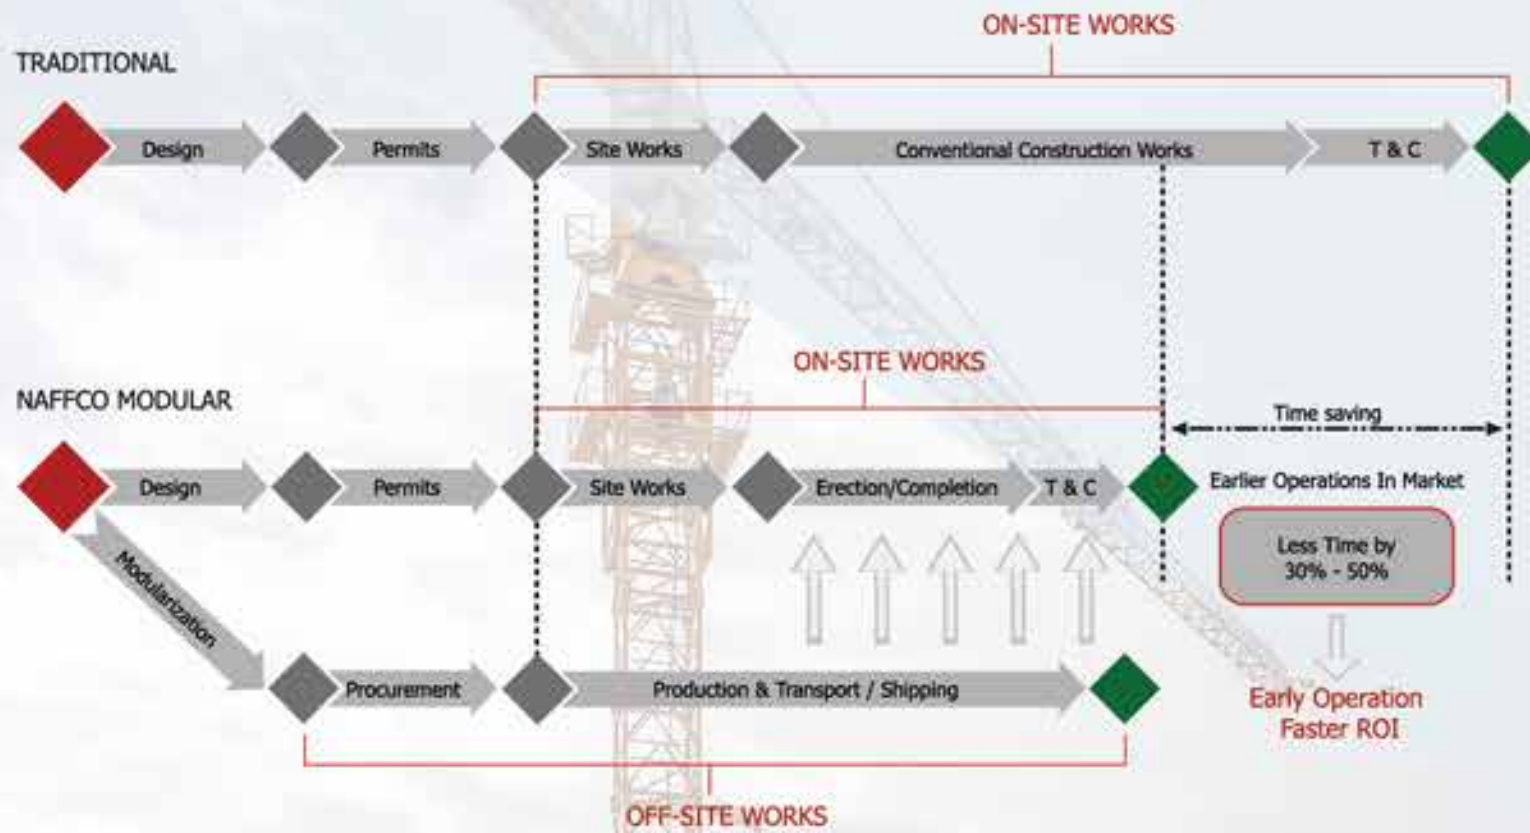 ON-SITE WORKS
TRADITIONAL
Design
Permits
Site Works
Conventional Construction Works
T & C
ON-SITE WORKS
NAFFCO MODULAR
Time saving
Design
Permits
Site Works
Erection/Completion
T & C
Earlier Operations In Market
Less Time by
30% - 50%
Modularization
Procurement
Production & Transport / Shipping
Early Operation
Faster ROI
OFF-SITE WORKS